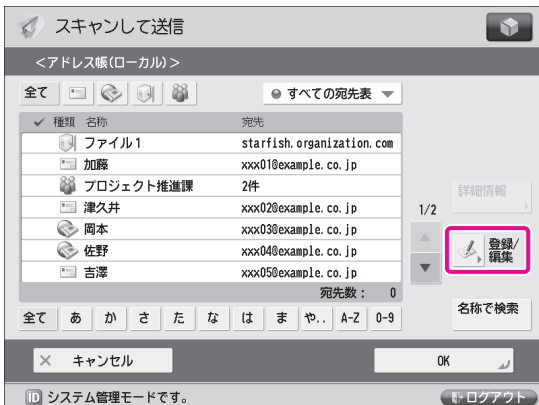 スキャンして送信
<アドレス帳(ローカル)>
全て
すべての宛先表
種類 名称 宛先
ファイル1 starfish.organization.com
加藤 xxx01@example.co.jp
プロジェクト推進課 2件
津久井 xxx02@example.co.jp
岡本 xxx03@example.co.jp
佐野 xxx04@example.co.jp
吉澤 xxx05@example.co.jp
宛先数: 0
1/2
詳細情報
登録/
編集
名称で検索
全て あ か さ た な は ま や.. A-Z 0-9
キャンセル OK
ID システム管理モードです。 ログアウト